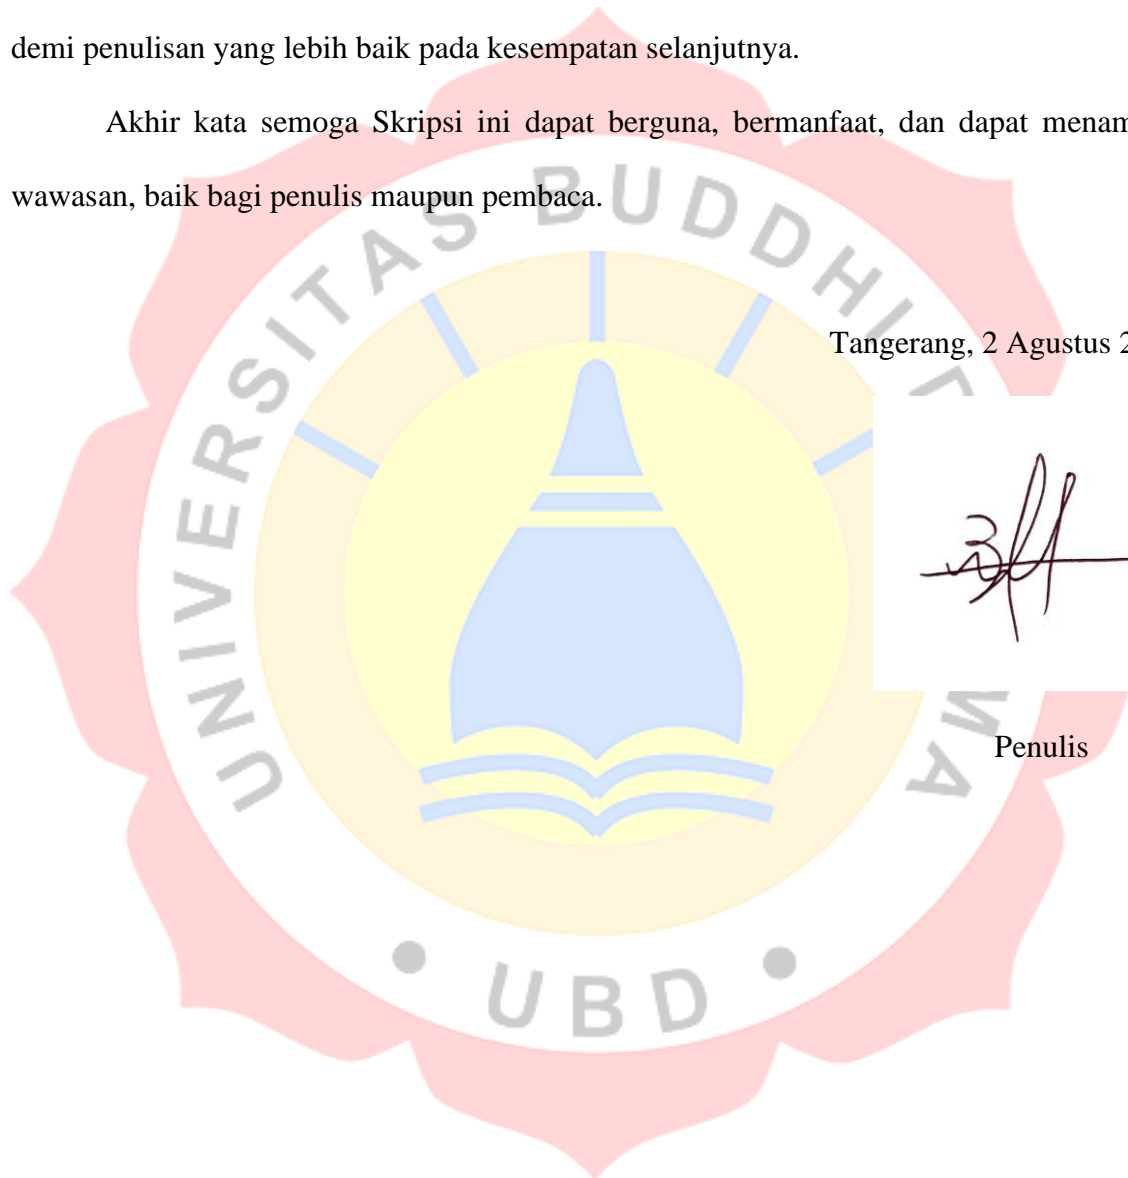 demi penulisan yang lebih baik pada kesempatan selanjutnya.
Akhir kata semoga Skripsi ini dapat berguna, bermanfaat, dan dapat menam
wawasan, baik bagi penulis maupun pembaca.
Tangerang, 2 Agustus 2
Penulis
UNIVERSITAS BUDDHI
MA
UBD